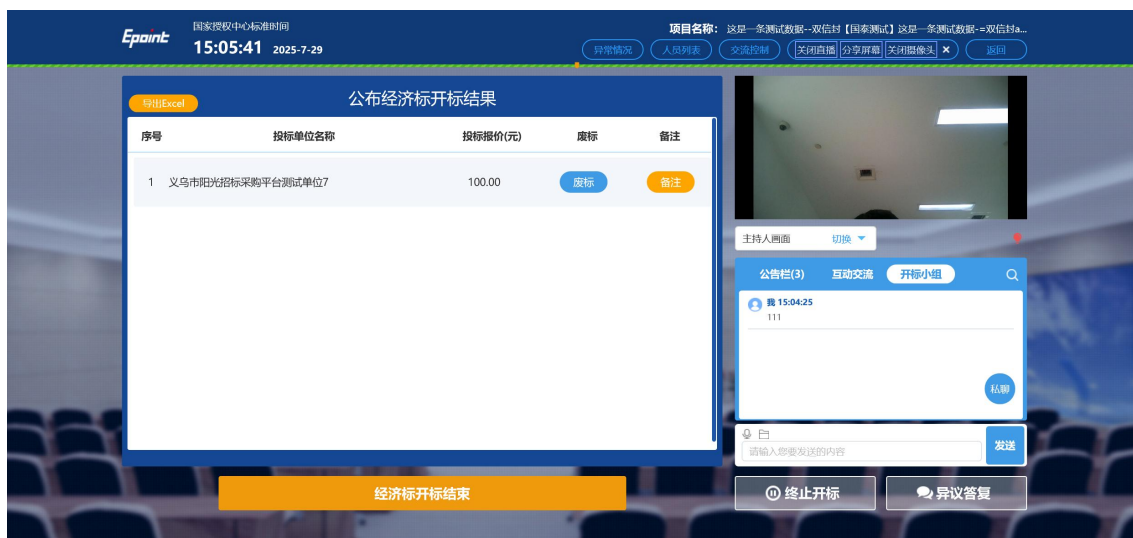 Epoint
国家授权中心标准时间
15:05:41 2025-7-29
项目名称: 这是一条测试数据--双信封【国泰测试】这是一条测试数据-=双信封a...
异常情况 人员列表 交流控制 关闭直播 分享屏幕 关闭摄像头 × 返回
导出Excel
公布经济标开标结果
序号 投标单位名称 投标报价(元) 废标 备注
1 义乌市阳光招标采购平台测试单位7 100.00 废标 备注
主持人画面 切换
公告栏(3) 互动交流 开标小组
我 15:04:25
111
私聊
请输入您要发送的内容
发送
经济标开标结束
终止开标
异议答复